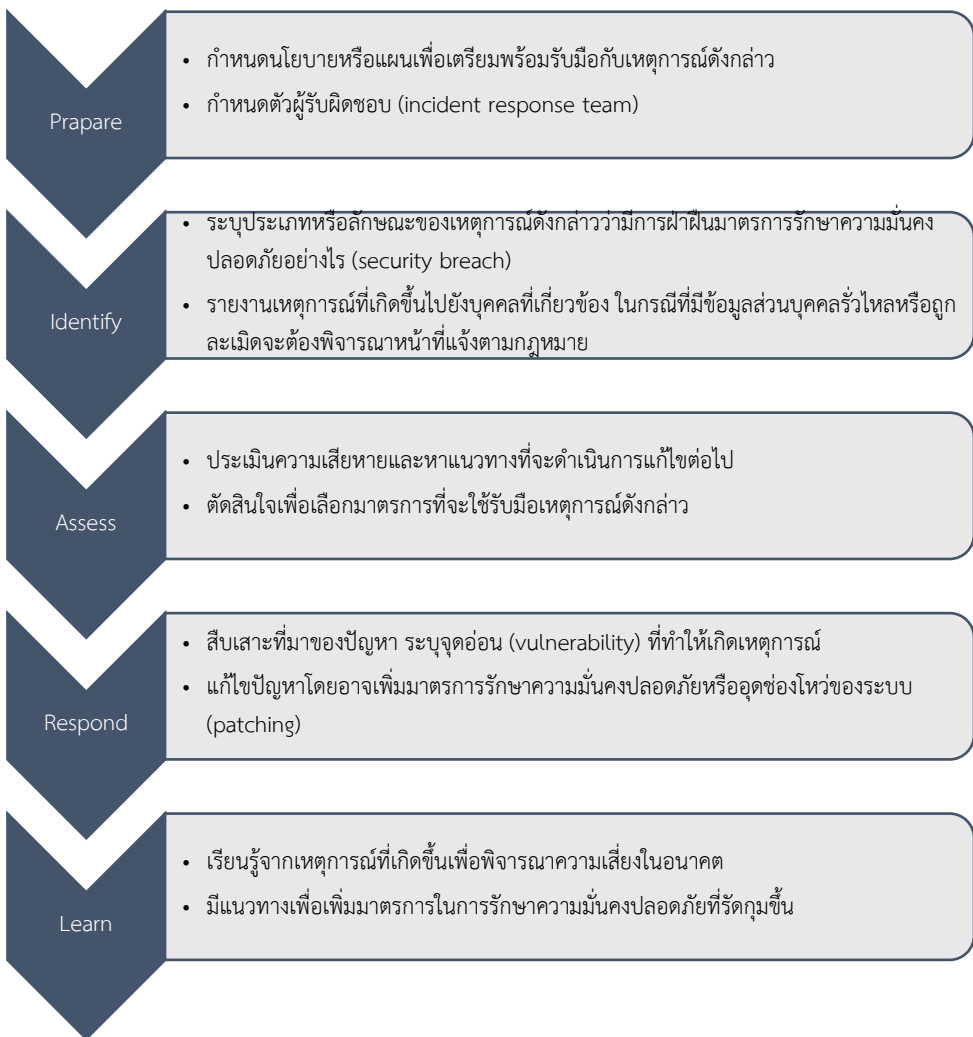 Prapare
• กำหนดนโยบายหรือแผนเพื่อเตรียมพร้อมรับมือกับเหตุการณ์ดังกล่าว
• กำหนดตัวผู้รับผิดชอบ (incident response team)
Identify
• ระบุประเภทหรือลักษณะของเหตุการณ์ดังกล่าวว่ามีการฝ่าฝืนมาตรการรักษาความมั่นคง
ปลอดภัยอย่างไร (security breach)
• รายงานเหตุการณ์ที่เกิดขึ้นไปยังบุคคลที่เกี่ยวข้อง ในกรณีที่มีข้อมูลส่วนบุคคลรั่วไหลหรือถูก
ละเมิดจะต้องพิจารณาหน้าที่แจ้งตามกฎหมาย
Assess
• ประเมินความเสียหายและหาแนวทางที่จะดำเนินการแก้ไขต่อไป
• ตัดสินใจเพื่อเลือกมาตรการที่จะใช้รับมือเหตุการณ์ดังกล่าว
Respond
• สืบเสาะที่มาของปัญหา ระบุจุดอ่อน (vulnerability) ที่ทำให้เกิดเหตุการณ์
• แก้ไขปัญหาโดยอาจเพิ่มมาตรการรักษาความมั่นคงปลอดภัยหรืออุดช่องโหว่ของระบบ
(patching)
Learn
• เรียนรู้จากเหตุการณ์ที่เกิดขึ้นเพื่อพิจารณาความเสี่ยงในอนาคต
• มีแนวทางเพื่อเพิ่มมาตรการในการรักษาความมั่นคงปลอดภัยที่รัดกุมขึ้น